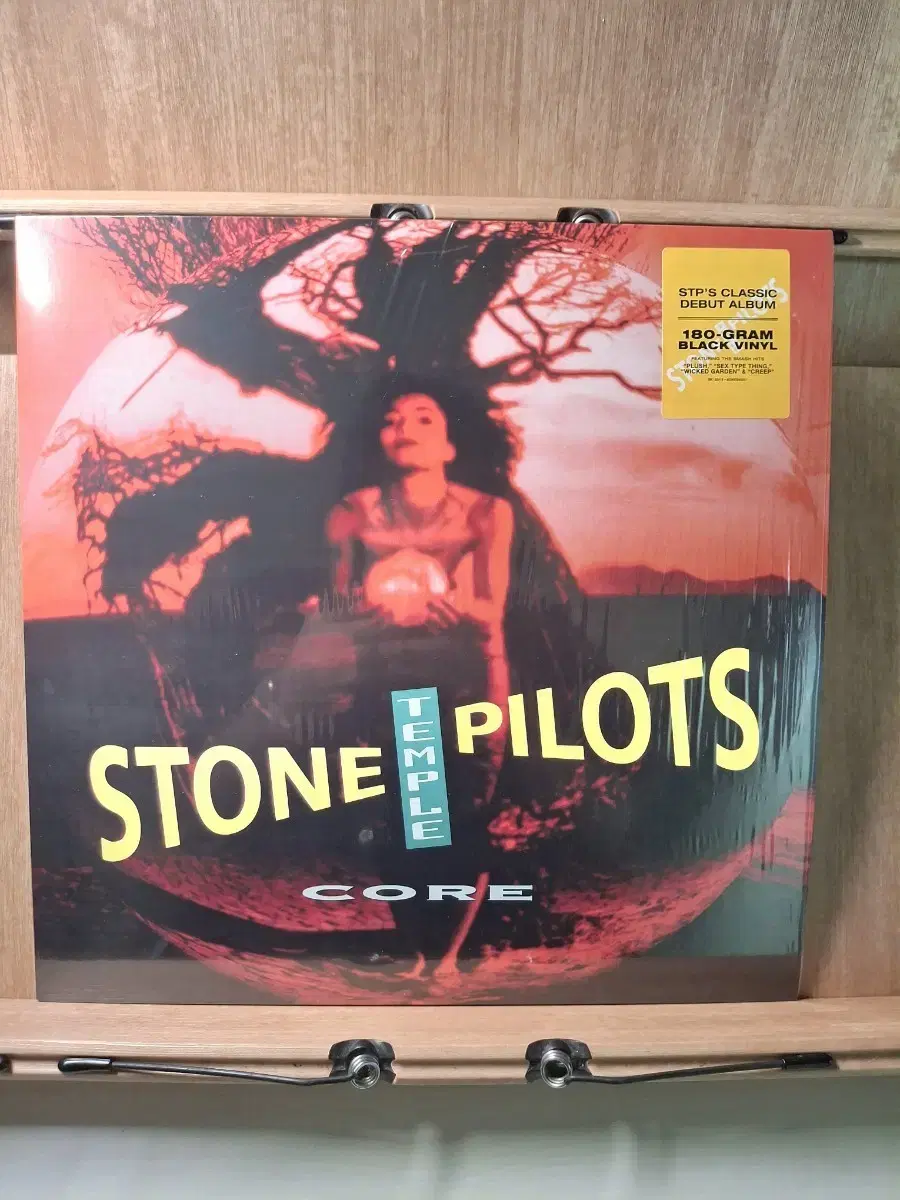 STP'S CLASSIC
DEBUT ALBUM
180-GRAM
BLACK VINYL
FEATURING THE SMASH HITS
"PLUSH," "SEX TYPE THING,"
"WICKED GARDEN" & "CREEP"
STONE TEMPLE PILOTS
CORE